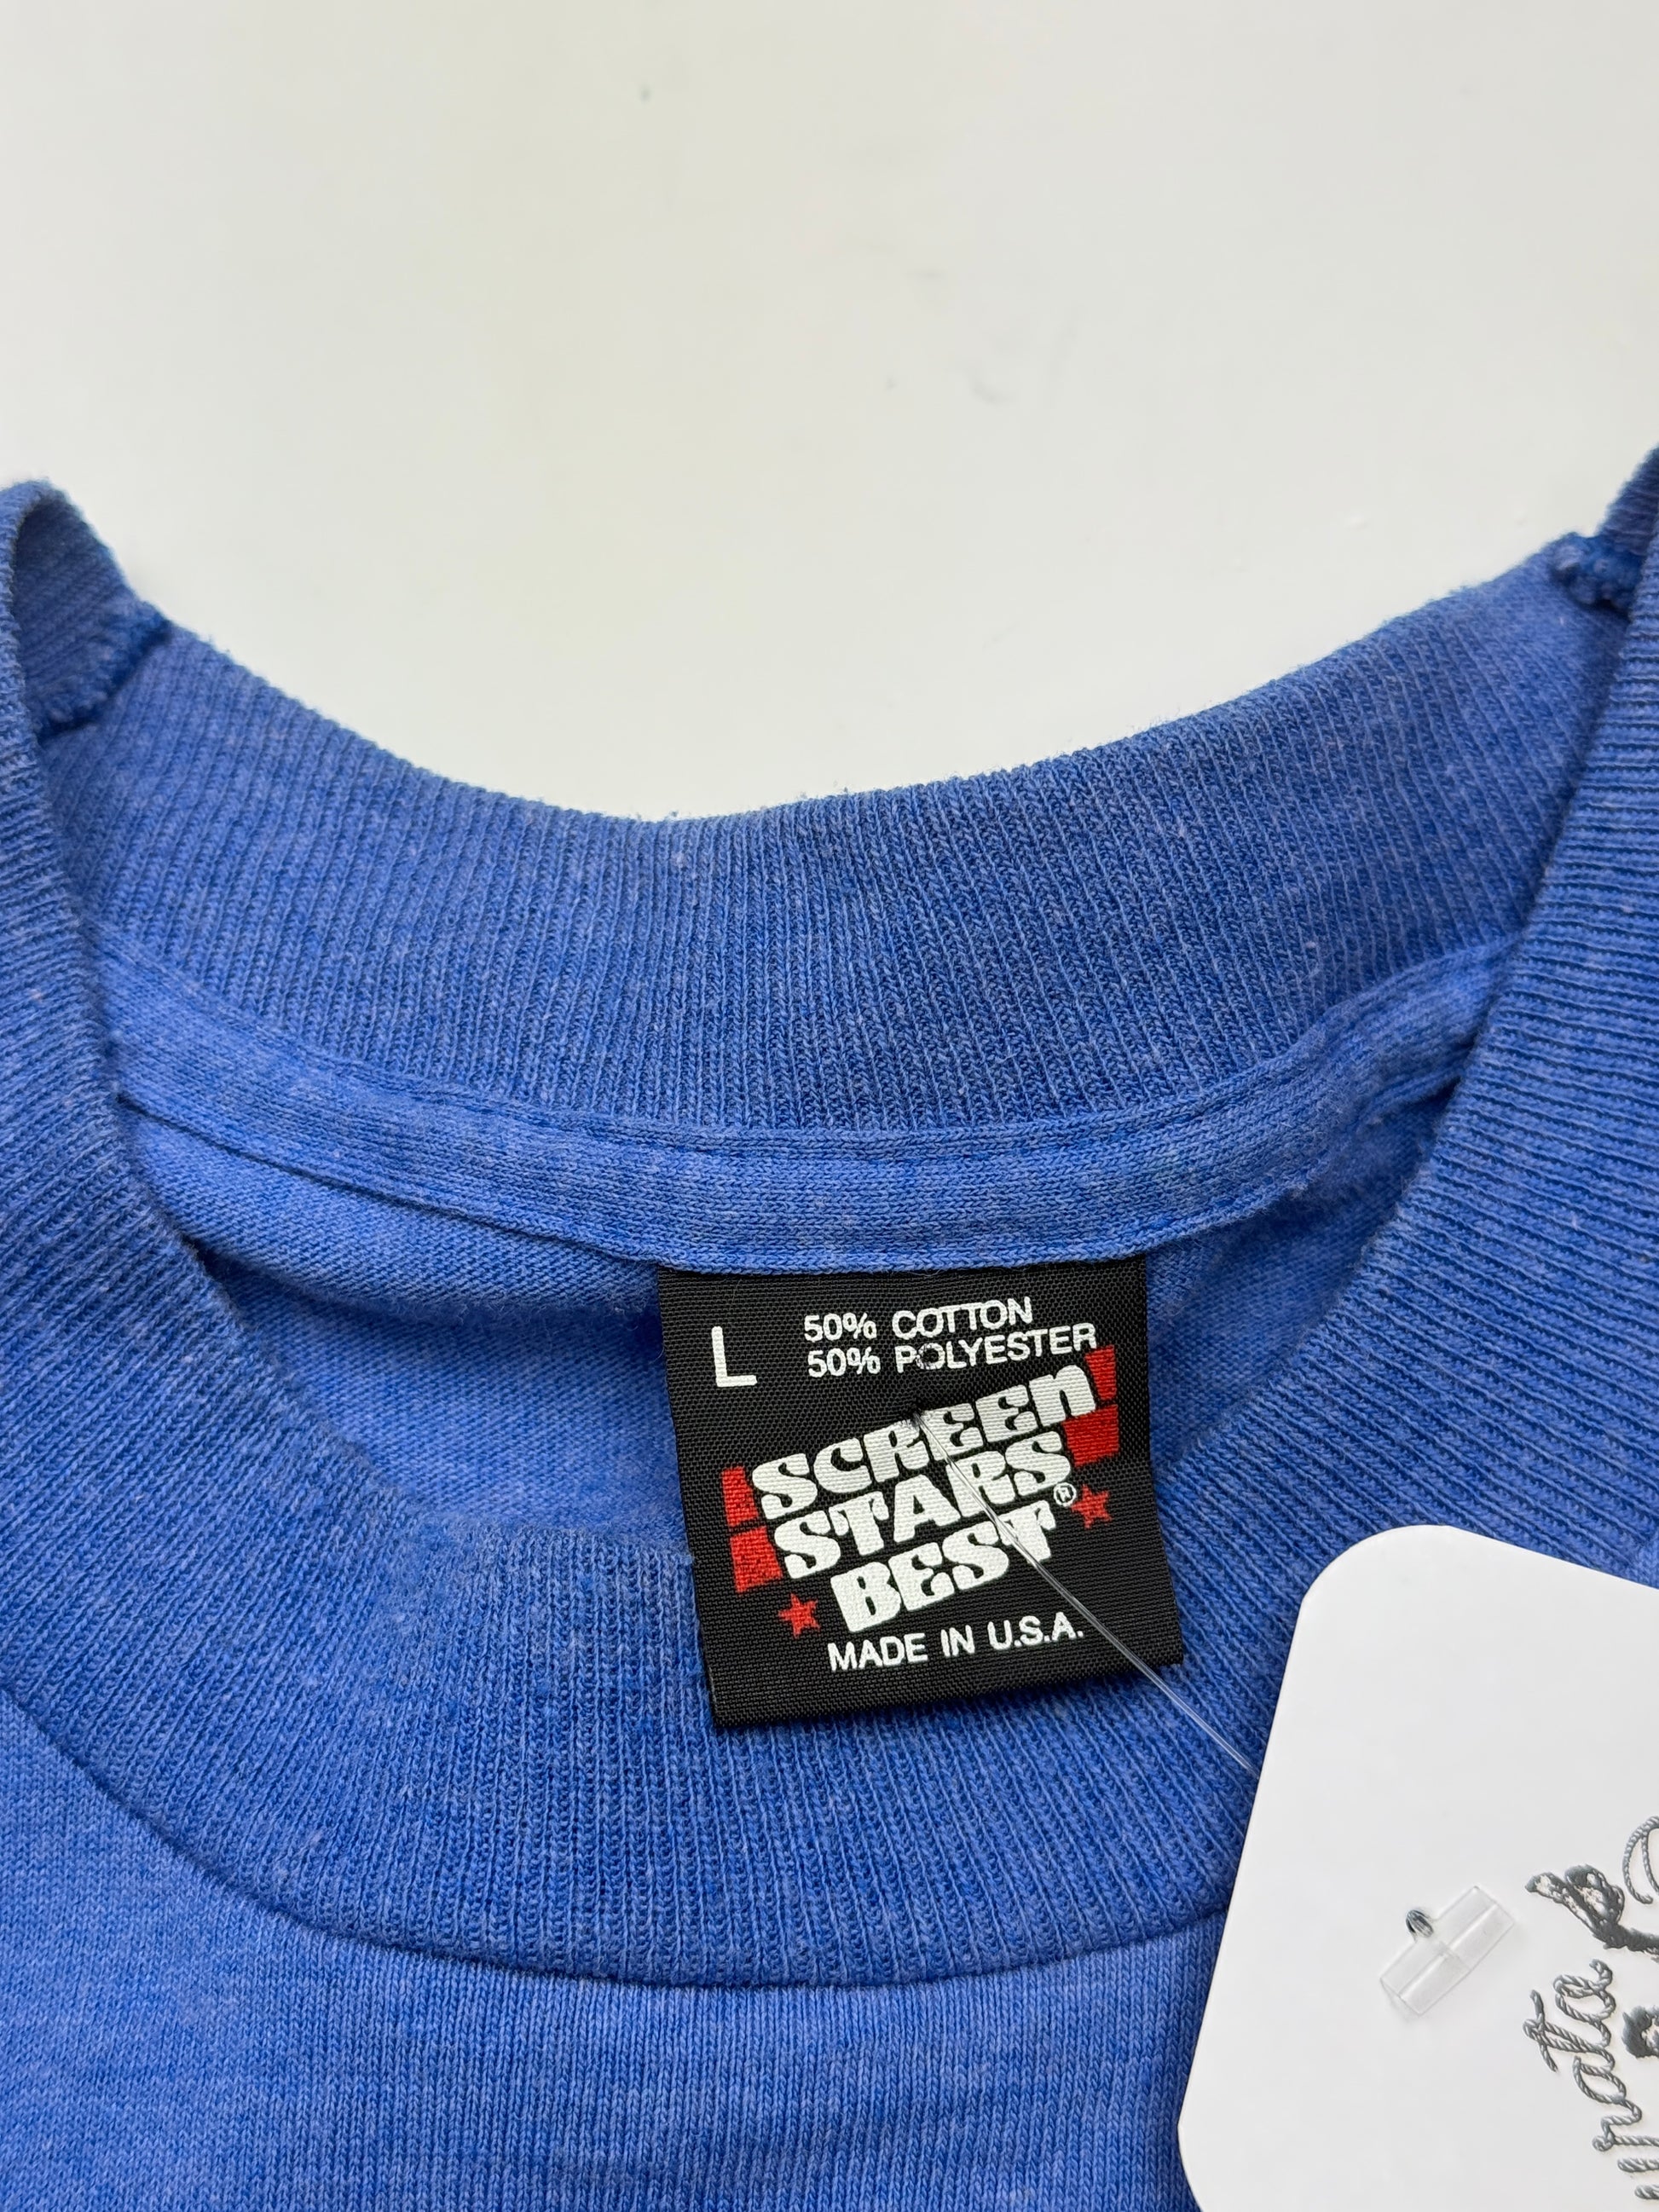 L
50% COTTON
50% POLYESTER
SCREEN
STARS
BEST®
MADE IN U.S.A.